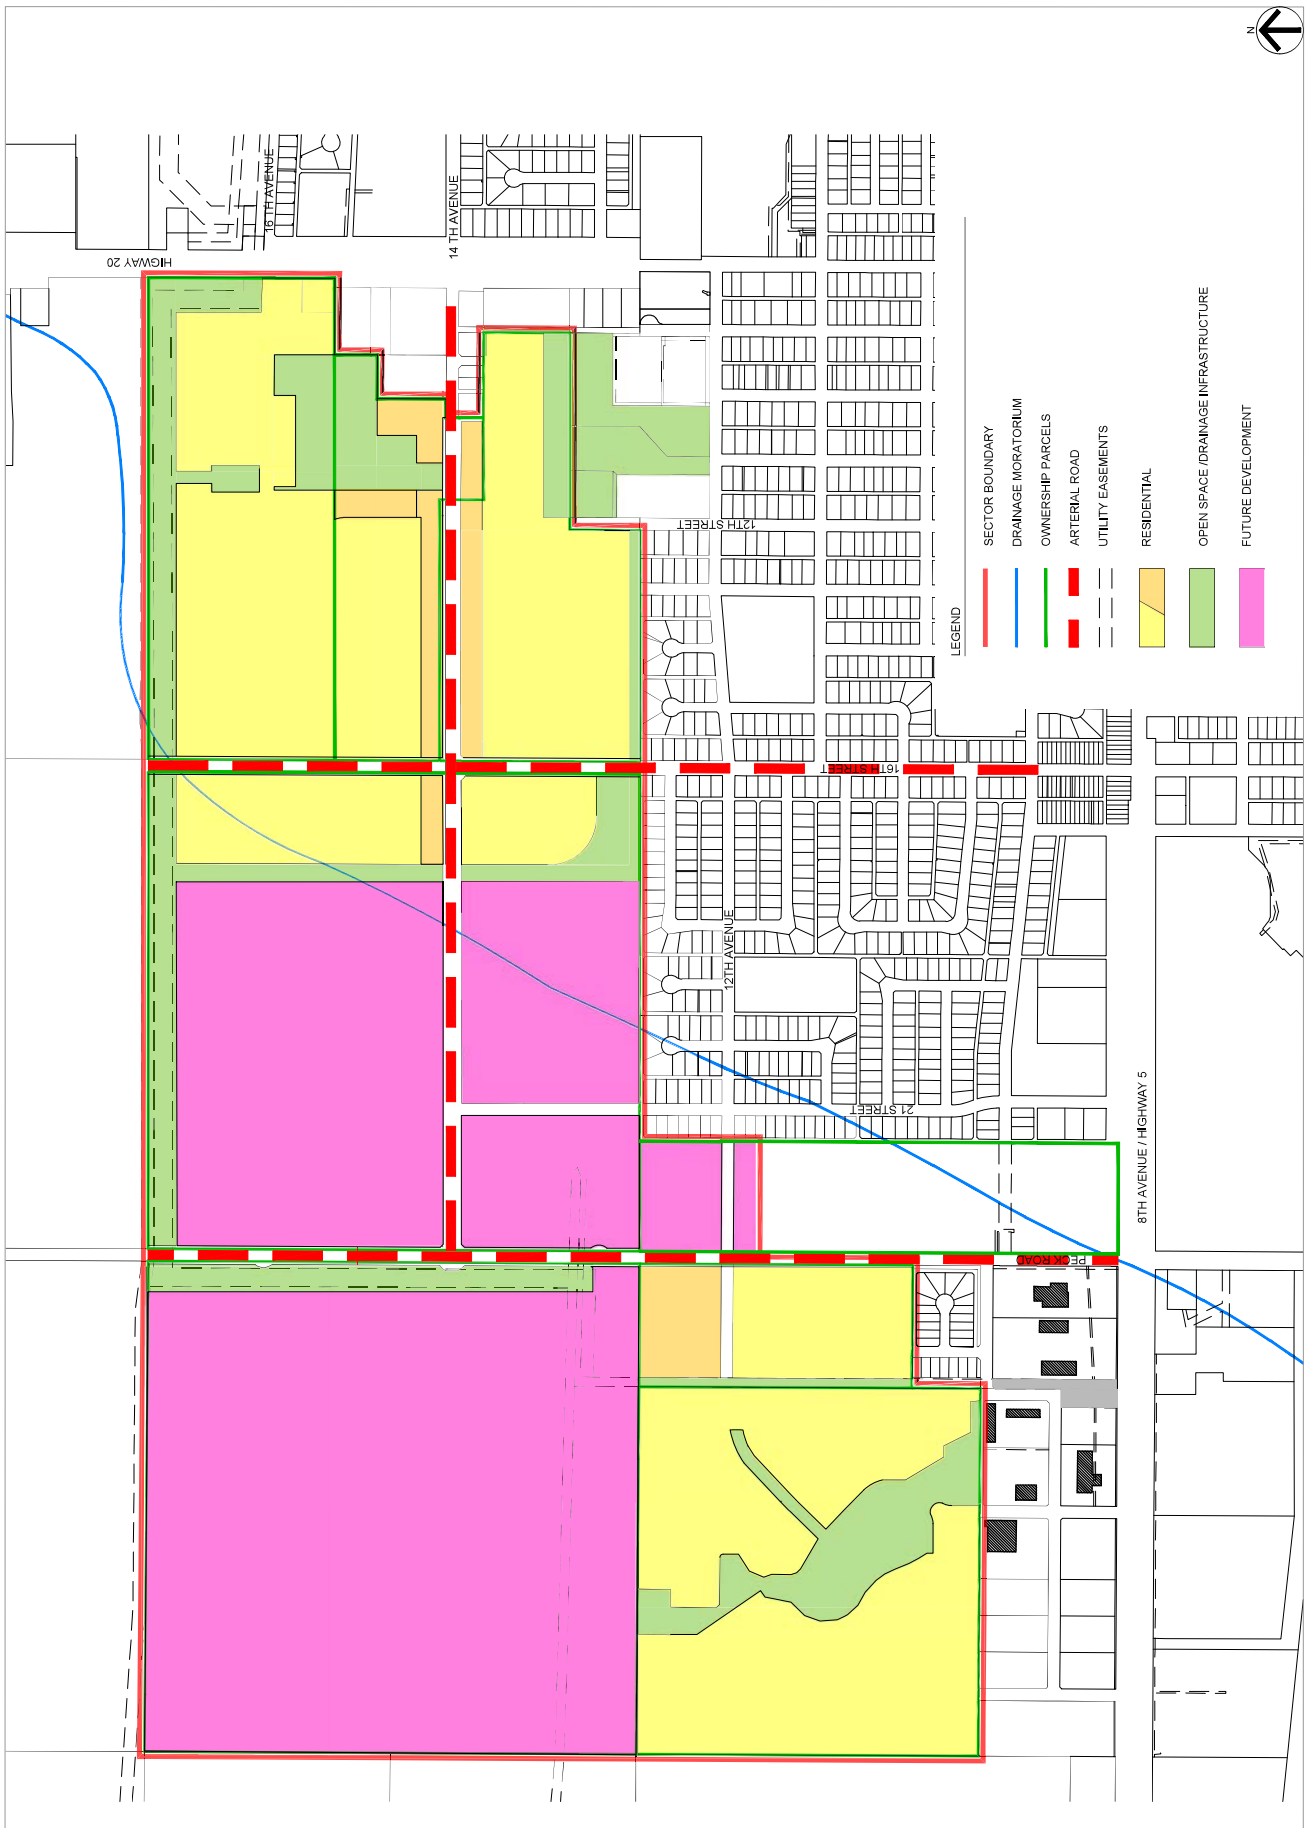 N
16 TH AVENUE
14 TH AVENUE
HIGWAY 20
12TH STREET
16TH STREET
12TH AVENUE
21 STREET
8TH AVENUE / HIGHWAY 5
PECK ROAD
LEGEND
SECTOR BOUNDARY
DRAINAGE MORATORIUM
OWNERSHIP PARCELS
ARTERIAL ROAD
UTILITY EASEMENTS
RESIDENTIAL
OPEN SPACE /DRAINAGE INFRASTRUCTURE
FUTURE DEVELOPMENT